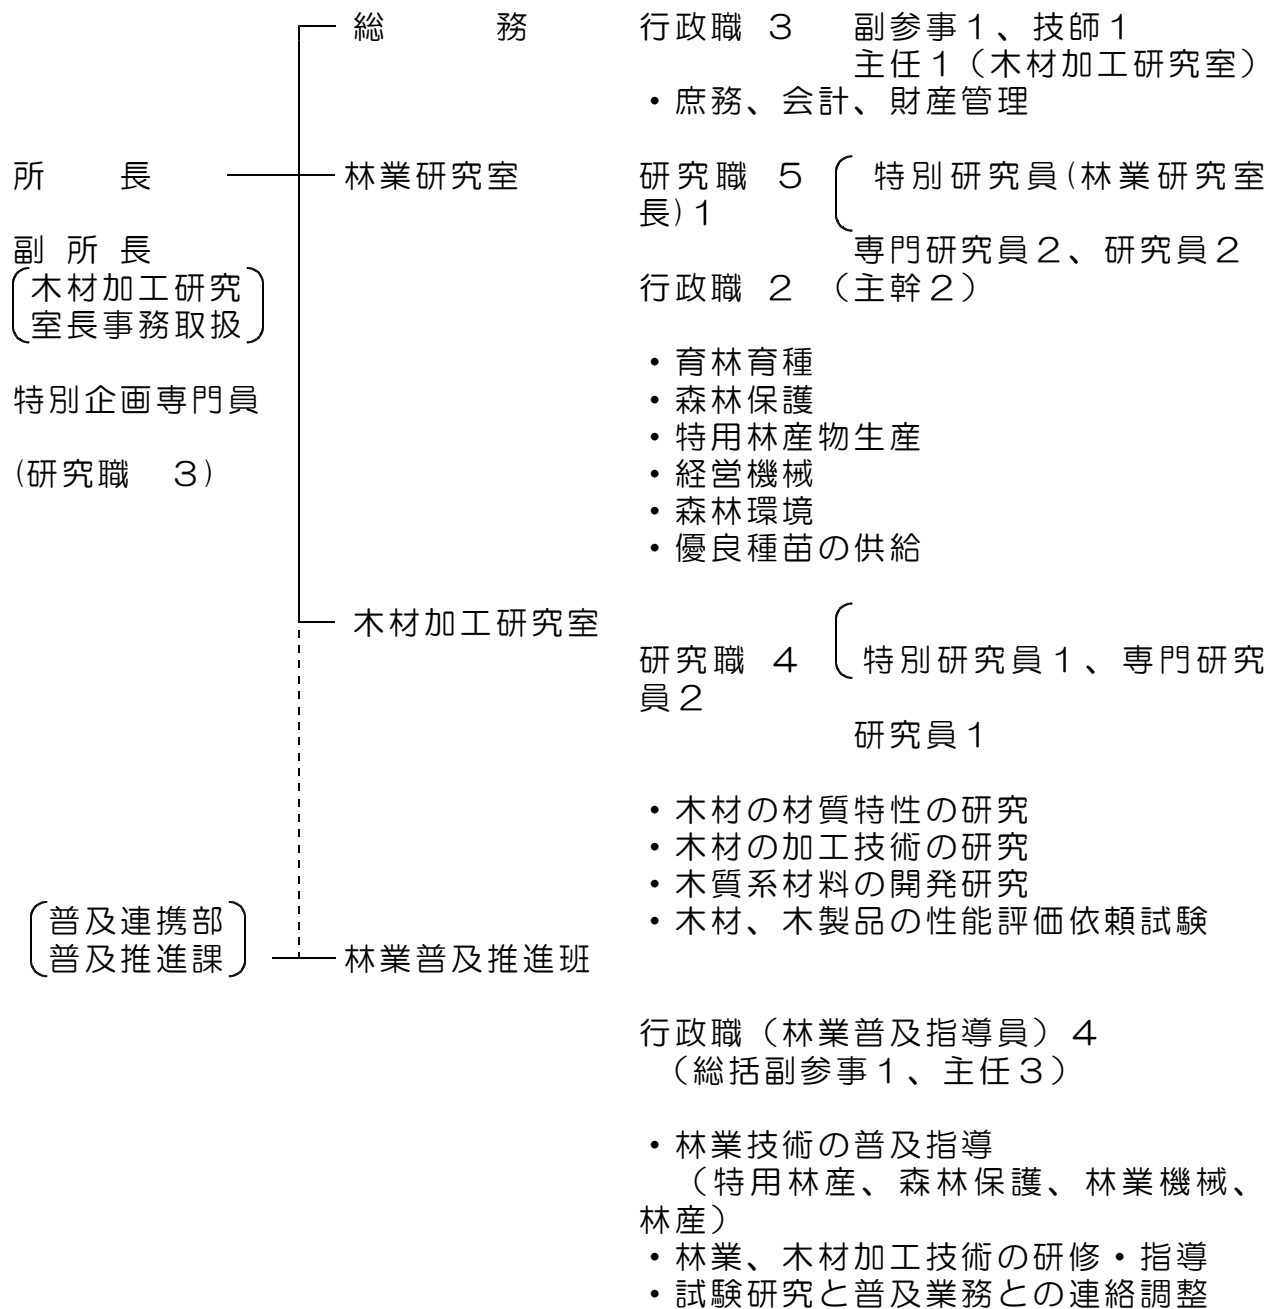 総　　務　行政職 ３　副参事１、技師１
主任１（木材加工研究室）
・庶務、会計、財産管理
所　　長　林業研究室　研究職 ５　特別研究員(林業研究室
長)１
副 所 長　専門研究員２、研究員２
木材加工研究　行政職 ２　（主幹２）
室長事務取扱
・育林育種
特別企画専門員　・森林保護
・特用林産物生産
(研究職　３)　・経営機械
・森林環境
・優良種苗の供給
木材加工研究室
研究職 ４　特別研究員１、専門研究
員２
研究員１
・木材の材質特性の研究
・木材の加工技術の研究
・木質系材料の開発研究
普及連携部　・木材、木製品の性能評価依頼試験
普及推進課　林業普及推進班
行政職（林業普及指導員）４
（総括副参事１、主任３）
・林業技術の普及指導
（特用林産、森林保護、林業機械、
林産）
・林業、木材加工技術の研修・指導
・試験研究と普及業務との連絡調整